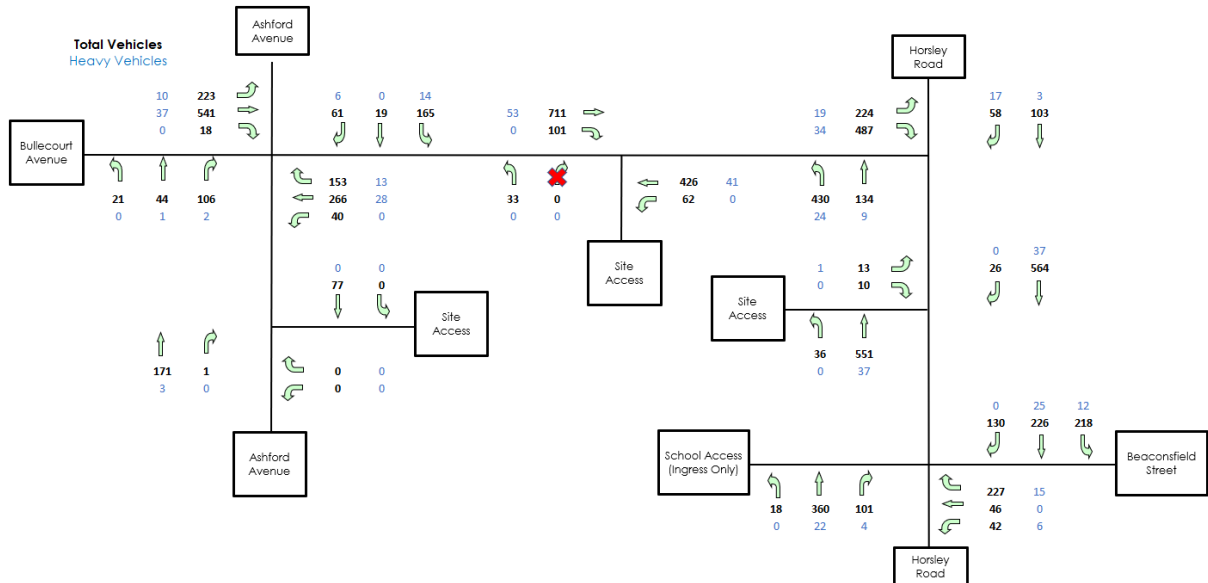 Ashford
Avenue
Total Vehicles
Heavy Vehicles
Horsley
Road
10 223
37 541
0 18
6 0 14
61 19 165
53 711
0 101
19 224
34 487
17 3
58 103
Bullecourt
Avenue
21 44 106
0 1 2
153 13
266 28
40 0
33 0
0 0
426 41
62 0
430 134
24 9
Site
Access
0 0
77 0
Site
Access
1 13
0 10
0 37
26 564
Site
Access
171 1
3 0
0 0
0 0
36 551
0 37
Ashford
Avenue
School Access
(Ingress Only)
0 25 12
130 226 218
Beaconsfield
Street
18 360 101
0 22 4
227 15
46 0
42 6
Horsley
Road